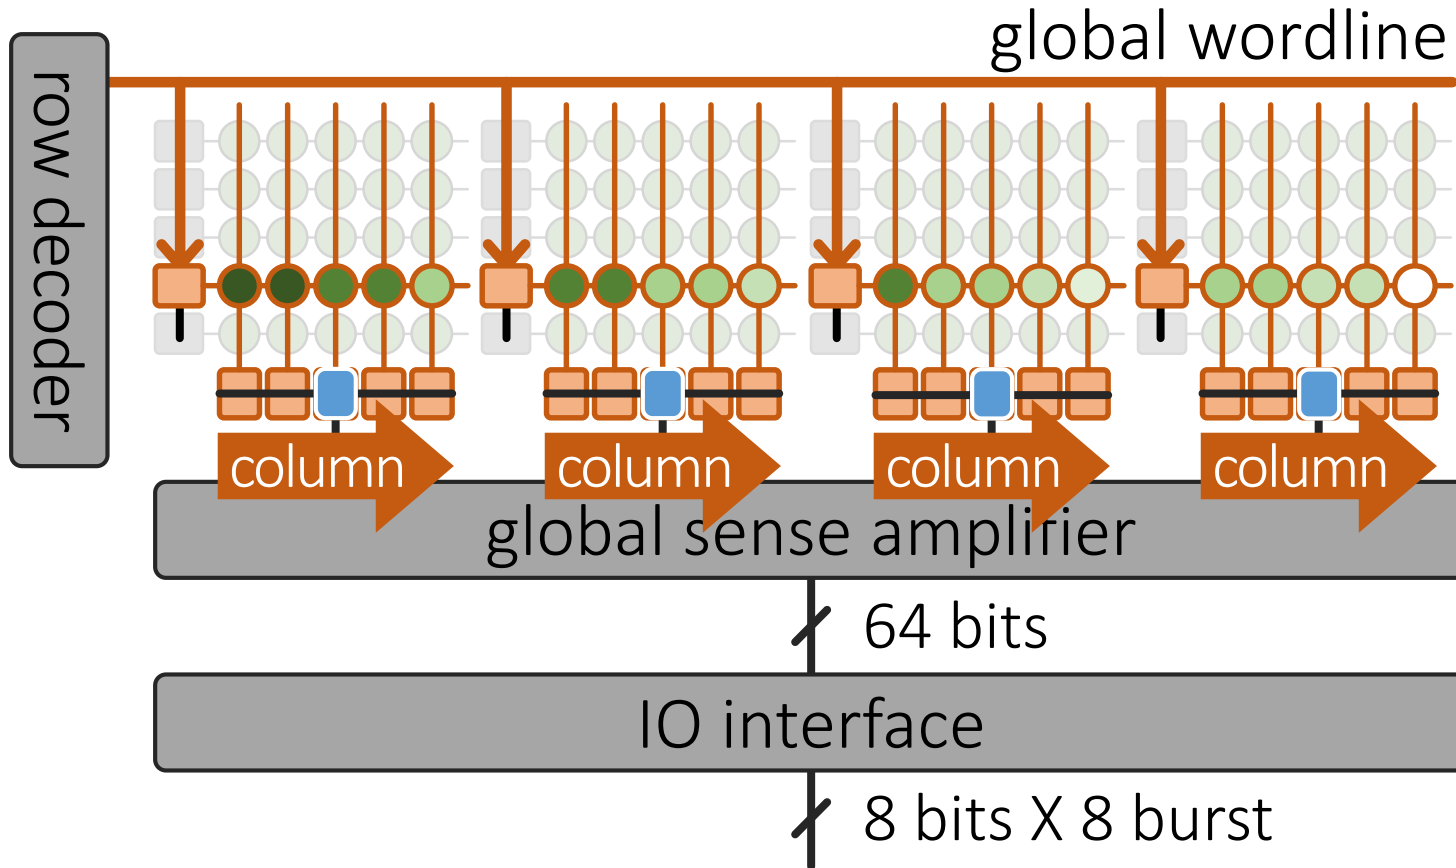 global wordline
row decoder
column
column
column
column
global sense amplifier
64 bits
IO interface
8 bits X 8 burst